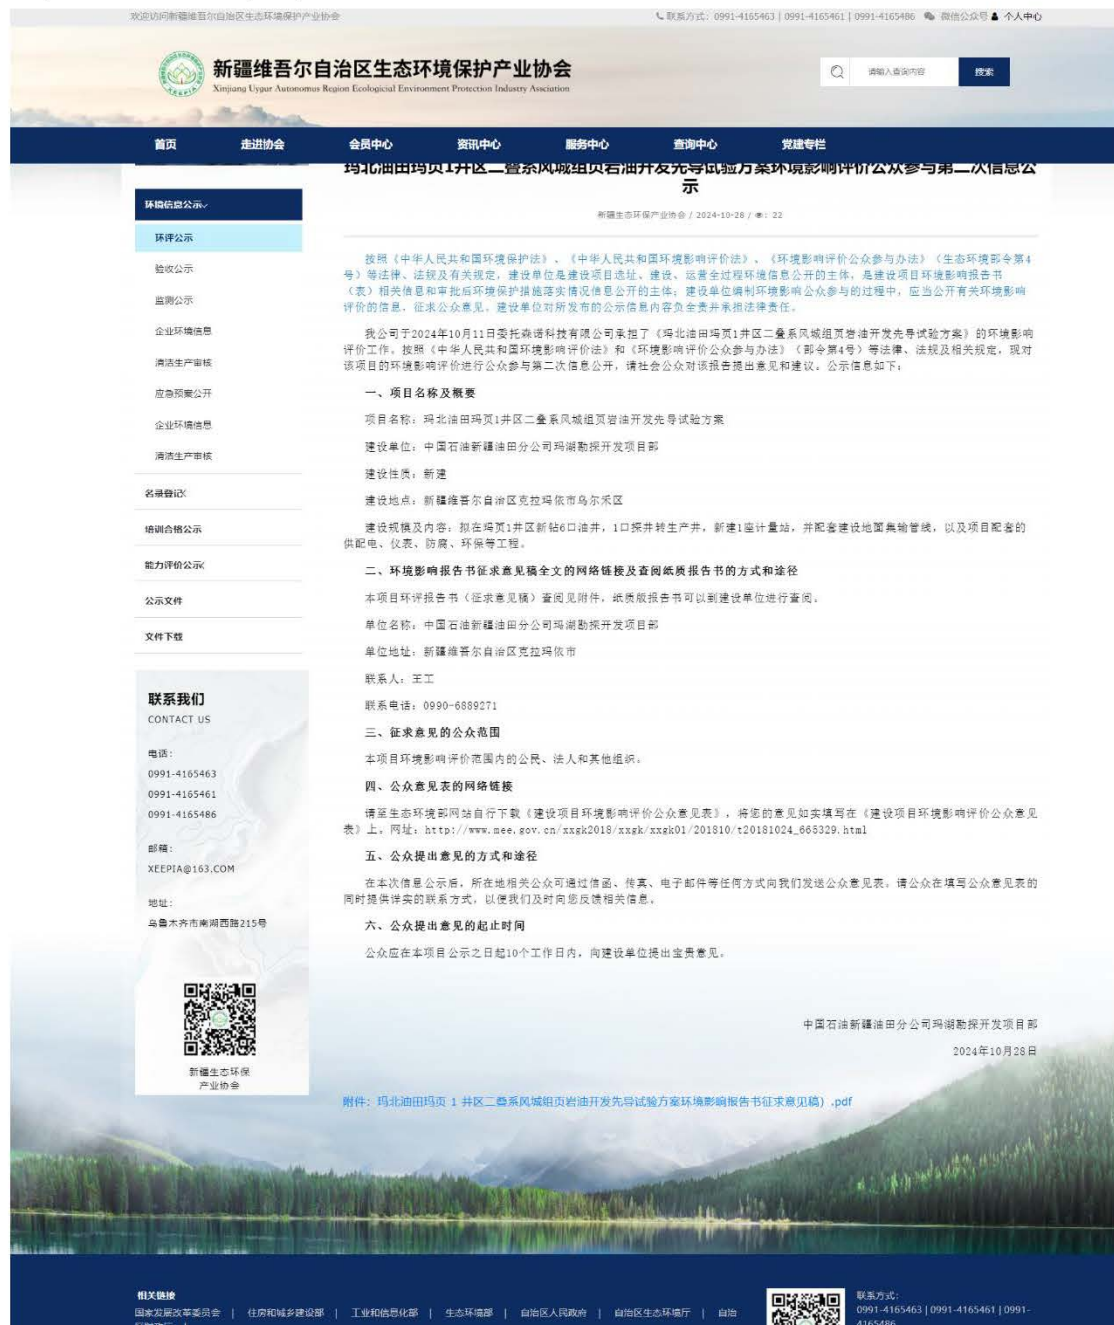 欢迎访问新疆维吾尔自治区生态环境保护产业协会
联系方式：0991-4165463 | 0991-4165461 | 0991-4165486 微信公众号 个人中心
新疆维吾尔自治区生态环境保护产业协会
Xinjiang Uygur Autonomus Region Ecologicial Environment Protection Industry Assciation
XEEPIA
请输入查询内容
搜索
首页 走进协会 会员中心 资讯中心 服务中心 查询中心 党建专栏
玛北油田玛页1井区二叠系风城组页岩油开发先导试验方案环境影响评价公众参与第二次信息公
示
新疆生态环保产业协会 / 2024-10-28 / : 22
环境信息公示
环评公示
验收公示
监测公示
企业环境信息
清洁生产审核
应急预案公开
企业环境信息
清洁生产审核
名录登记
培训合格公示
能力评价公示
公示文件
文件下载
联系我们
CONTACT US
电话：
0991-4165463
0991-4165461
0991-4165486
邮箱：
XEEPIA@163.COM
地址：
乌鲁木齐市南湖西路215号
新疆生态环保
产业协会
按照《中华人民共和国环境保护法》、《中华人民共和国环境影响评价法》、《环境影响评价公众参与办法》（生态环境部令第4
号）等法律、法规及有关规定，建设单位是建设项目选址、建设、运营全过程环境信息公开的主体，是建设项目环境影响报告书
（表）相关信息和审批后环境保护措施落实情况信息公开的主体；建设单位编制环境影响公众参与的过程中，应当公开有关环境影响
评价的信息，征求公众意见。建设单位对所发布的公示信息内容负全责并承担法律责任。
我公司于2024年10月11日委托森诺科技有限公司承担了《玛北油田玛页1井区二叠系风城组页岩油开发先导试验方案》的环境影响
评价工作。按照《中华人民共和国环境影响评价法》和《环境影响评价公众参与办法》（部令第4号）等法律、法规及相关规定，现对
该项目的环境影响评价进行公众参与第二次信息公开，请社会公众对该报告提出意见和建议。公示信息如下：
一、项目名称及概要
项目名称：玛北油田玛页1井区二叠系风城组页岩油开发先导试验方案
建设单位：中国石油新疆油田分公司玛湖勘探开发项目部
建设性质：新建
建设地点：新疆维吾尔自治区克拉玛依市乌尔禾区
建设规模及内容：拟在玛页1井区新钻6口油井，1口探井转生产井，新建1座计量站，并配套建设地面集输管线，以及项目配套的
供配电、仪表、防腐、环保等工程。
二、环境影响报告书征求意见稿全文的网络链接及查阅纸质报告书的方式和途径
本项目环评报告书（征求意见稿）查阅见附件，纸质版报告书可以到建设单位进行查阅。
单位名称：中国石油新疆油田分公司玛湖勘探开发项目部
单位地址：新疆维吾尔自治区克拉玛依市
联系人：王工
联系电话：0990-6889271
三、征求意见的公众范围
本项目环境影响评价范围内的公民、法人和其他组织。
四、公众意见表的网络链接
请至生态环境部网站自行下载《建设项目环境影响评价公众意见表》，将您的意见如实填写在《建设项目环境影响评价公众意见
表》上。网址：http://www.mee.gov.cn/xxgk2018/xxgk/xxgk01/201810/t20181024_665329.html
五、公众提出意见的方式和途径
在本次信息公示后，所在地相关公众可通过信函、传真、电子邮件等任何方式向我们发送公众意见表。请公众在填写公众意见表的
同时提供详实的联系方式，以便我们及时向您反馈相关信息。
六、公众提出意见的起止时间
公众应在本项目公示之日起10个工作日内，向建设单位提出宝贵意见。
中国石油新疆油田分公司玛湖勘探开发项目部
2024年10月28日
附件：玛北油田玛页 1 井区二叠系风城组页岩油开发先导试验方案环境影响报告书征求意见稿）.pdf
相关链接
国家发展改革委员会 | 住房和城乡建设部 | 工业和信息化部 | 生态环境部 | 自治区人民政府 | 自治区生态环境厅 | 自治
联系方式：
0991-4165463 | 0991-4165461 | 0991-
4165486